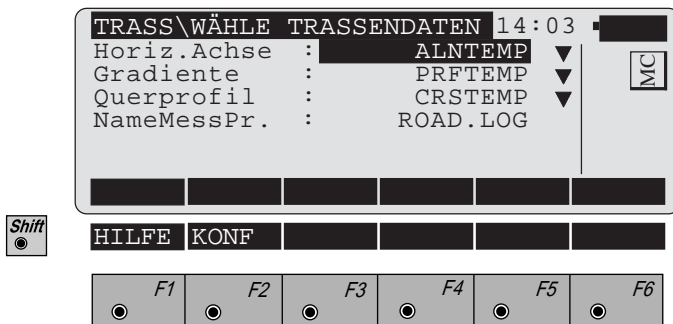 TRASS\WÄHLE TRASSENDATEN 14:03
Horiz.Achse : ALNTEMP
Gradiente : PRFTEMP
Querprofil : CRSTEMP
NameMessPr. : ROAD.LOG
MC
Shift
HILFE KONF
F1 F2 F3 F4 F5 F6